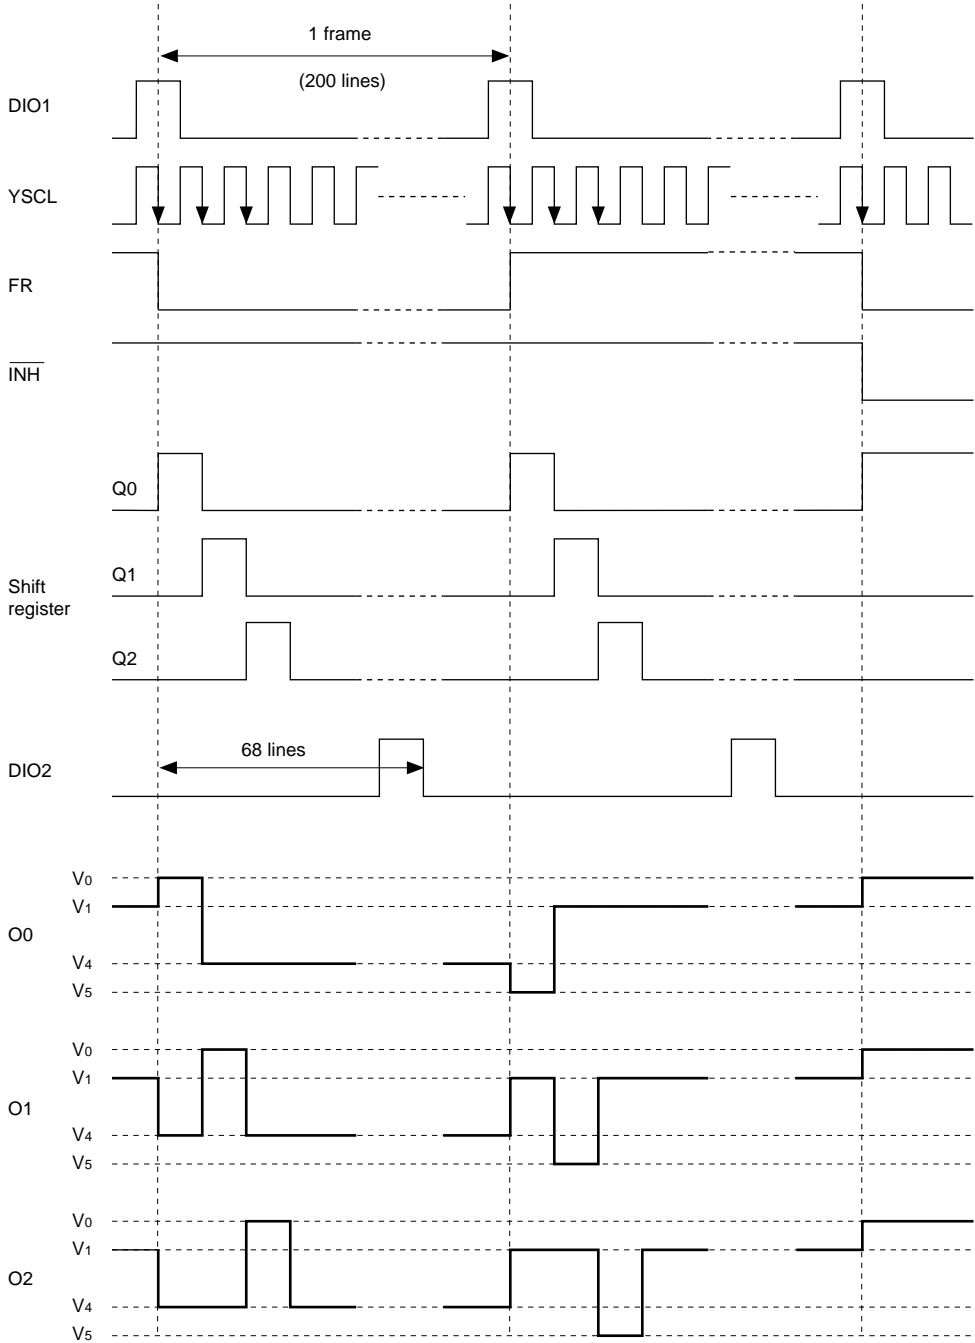 1 frame
(200 lines)
DIO1
YSCL
FR
INH
Q0
Shift
register
Q1
Q2
68 lines
DIO2
V0
V1
O0
V4
V5
V0
V1
O1
V4
V5
V0
V1
O2
V4
V5